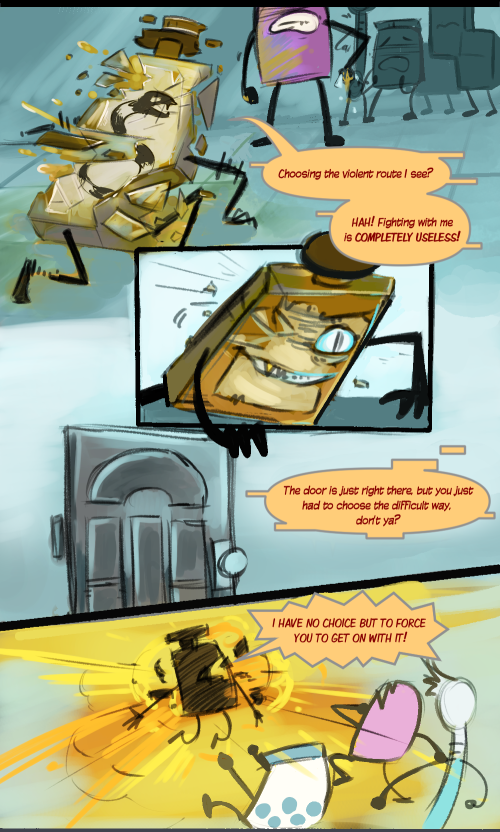 Choosing the violent route I see?
HAH! Fighting with me
is COMPLETELY USELESS!
The door is just right there, but you just
had to choose the difficult way,
don't ya?
I HAVE NO CHOICE BUT TO FORCE
YOU TO GET ON WITH IT!